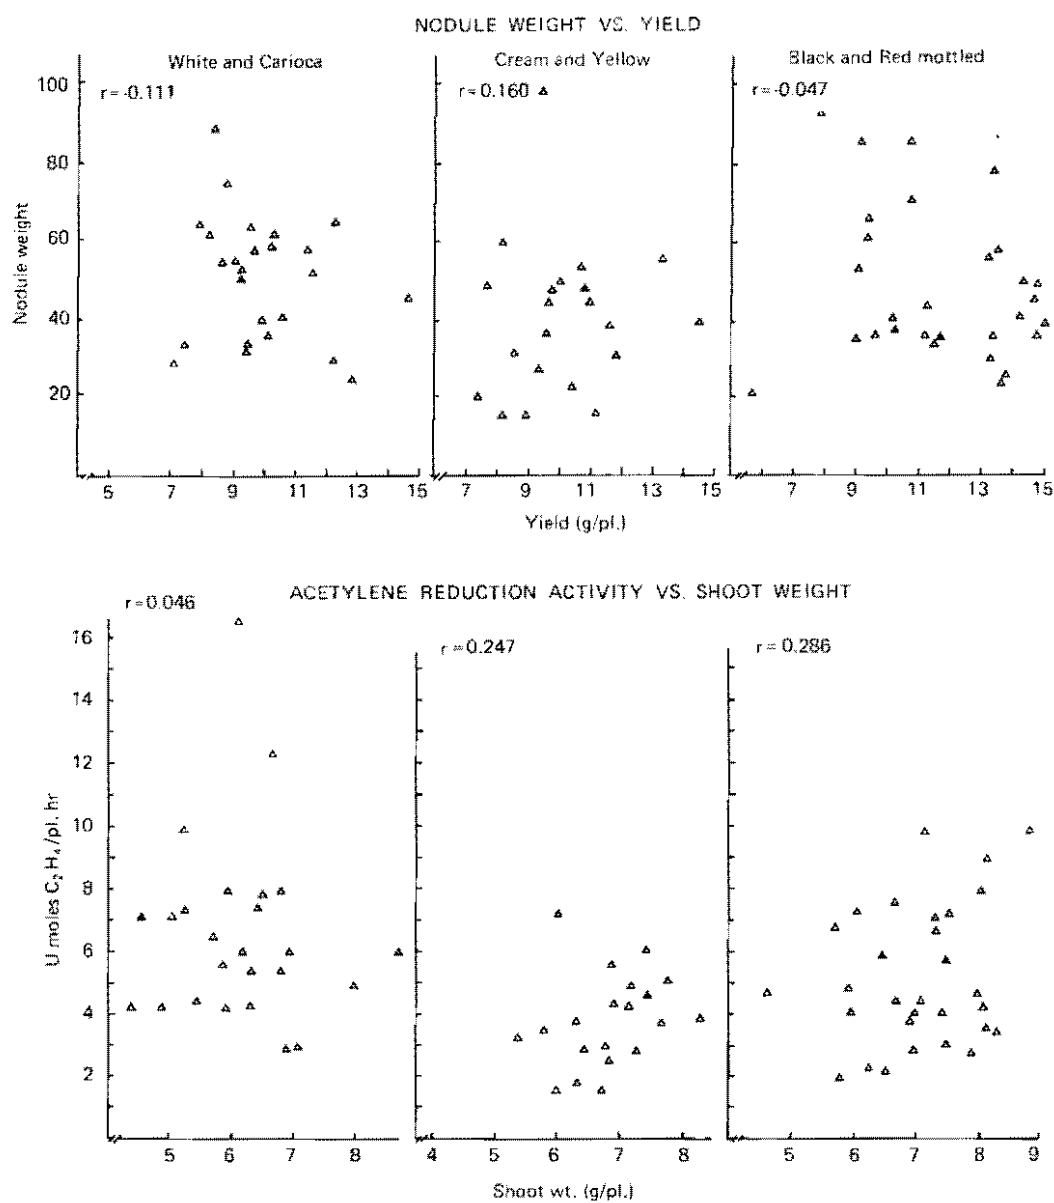 NODULE WEIGHT VS. YIELD
White and Carioca
Cream and Yellow
Black and Red mottled
r=-0.111
r=0.160
r=-0.047
Nodule weight
100
80
60
40
20
5 7 9 11 13 15
7 9 11 13 15
7 9 11 13 15
Yield (g/pl.)
ACETYLENE REDUCTION ACTIVITY VS. SHOOT WEIGHT
r=0.046
r=0.247
r=0.286
U moles C₂ H₄/pl. hr
16
14
12
10
8
6
4
2
5 6 7 8
4 5 6 7 8
5 6 7 8 9
Shoot wt. (g/pl.)